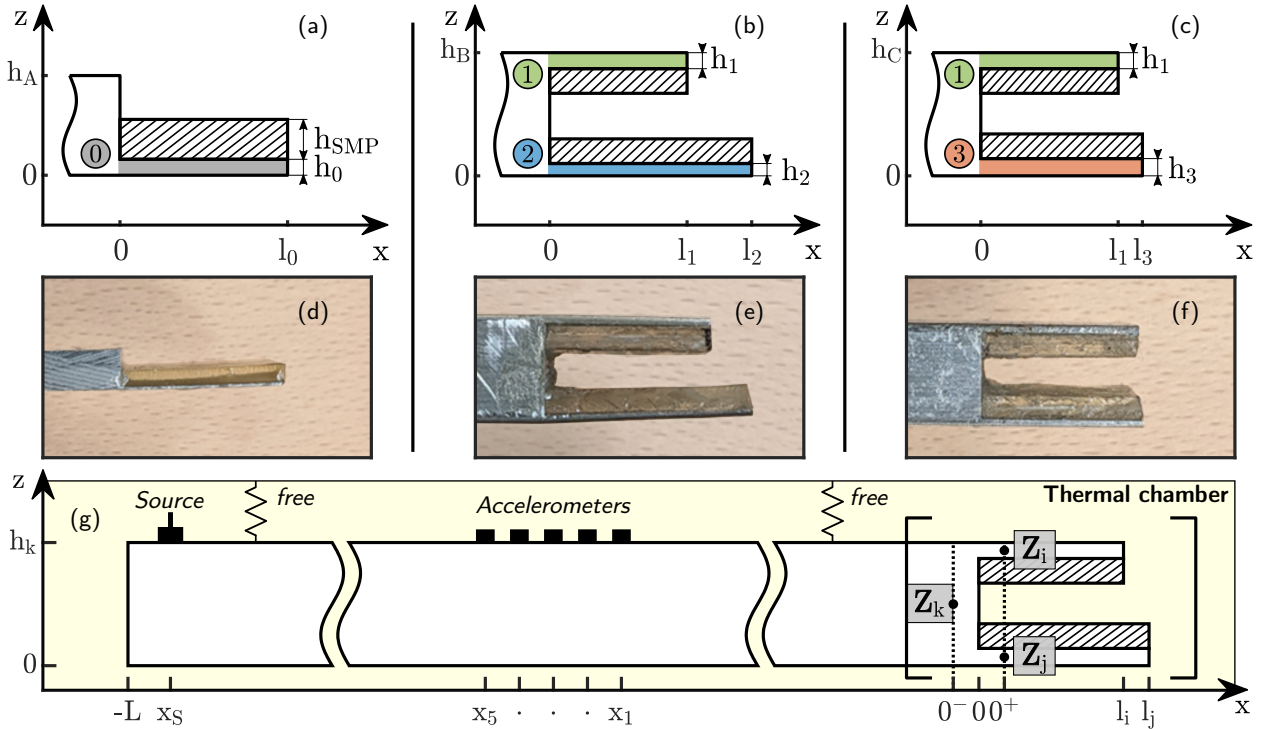 z (a) z (b) z (c)
h_A h_B h_C
1 h_1 1 h_1
0 h_SMP 2 3
h_0 h_2 h_3
0 0 0
0 l_0 x 0 l_1 l_2 x 0 l_1 l_3 x
(d) (e) (f)
z Source free Accelerometers free Thermal chamber
(g)
h_k Z_i
Z_k
0 Z_j
-L x_S x_5 · · · x_1 0⁻ 0 0⁺ l_i l_j x